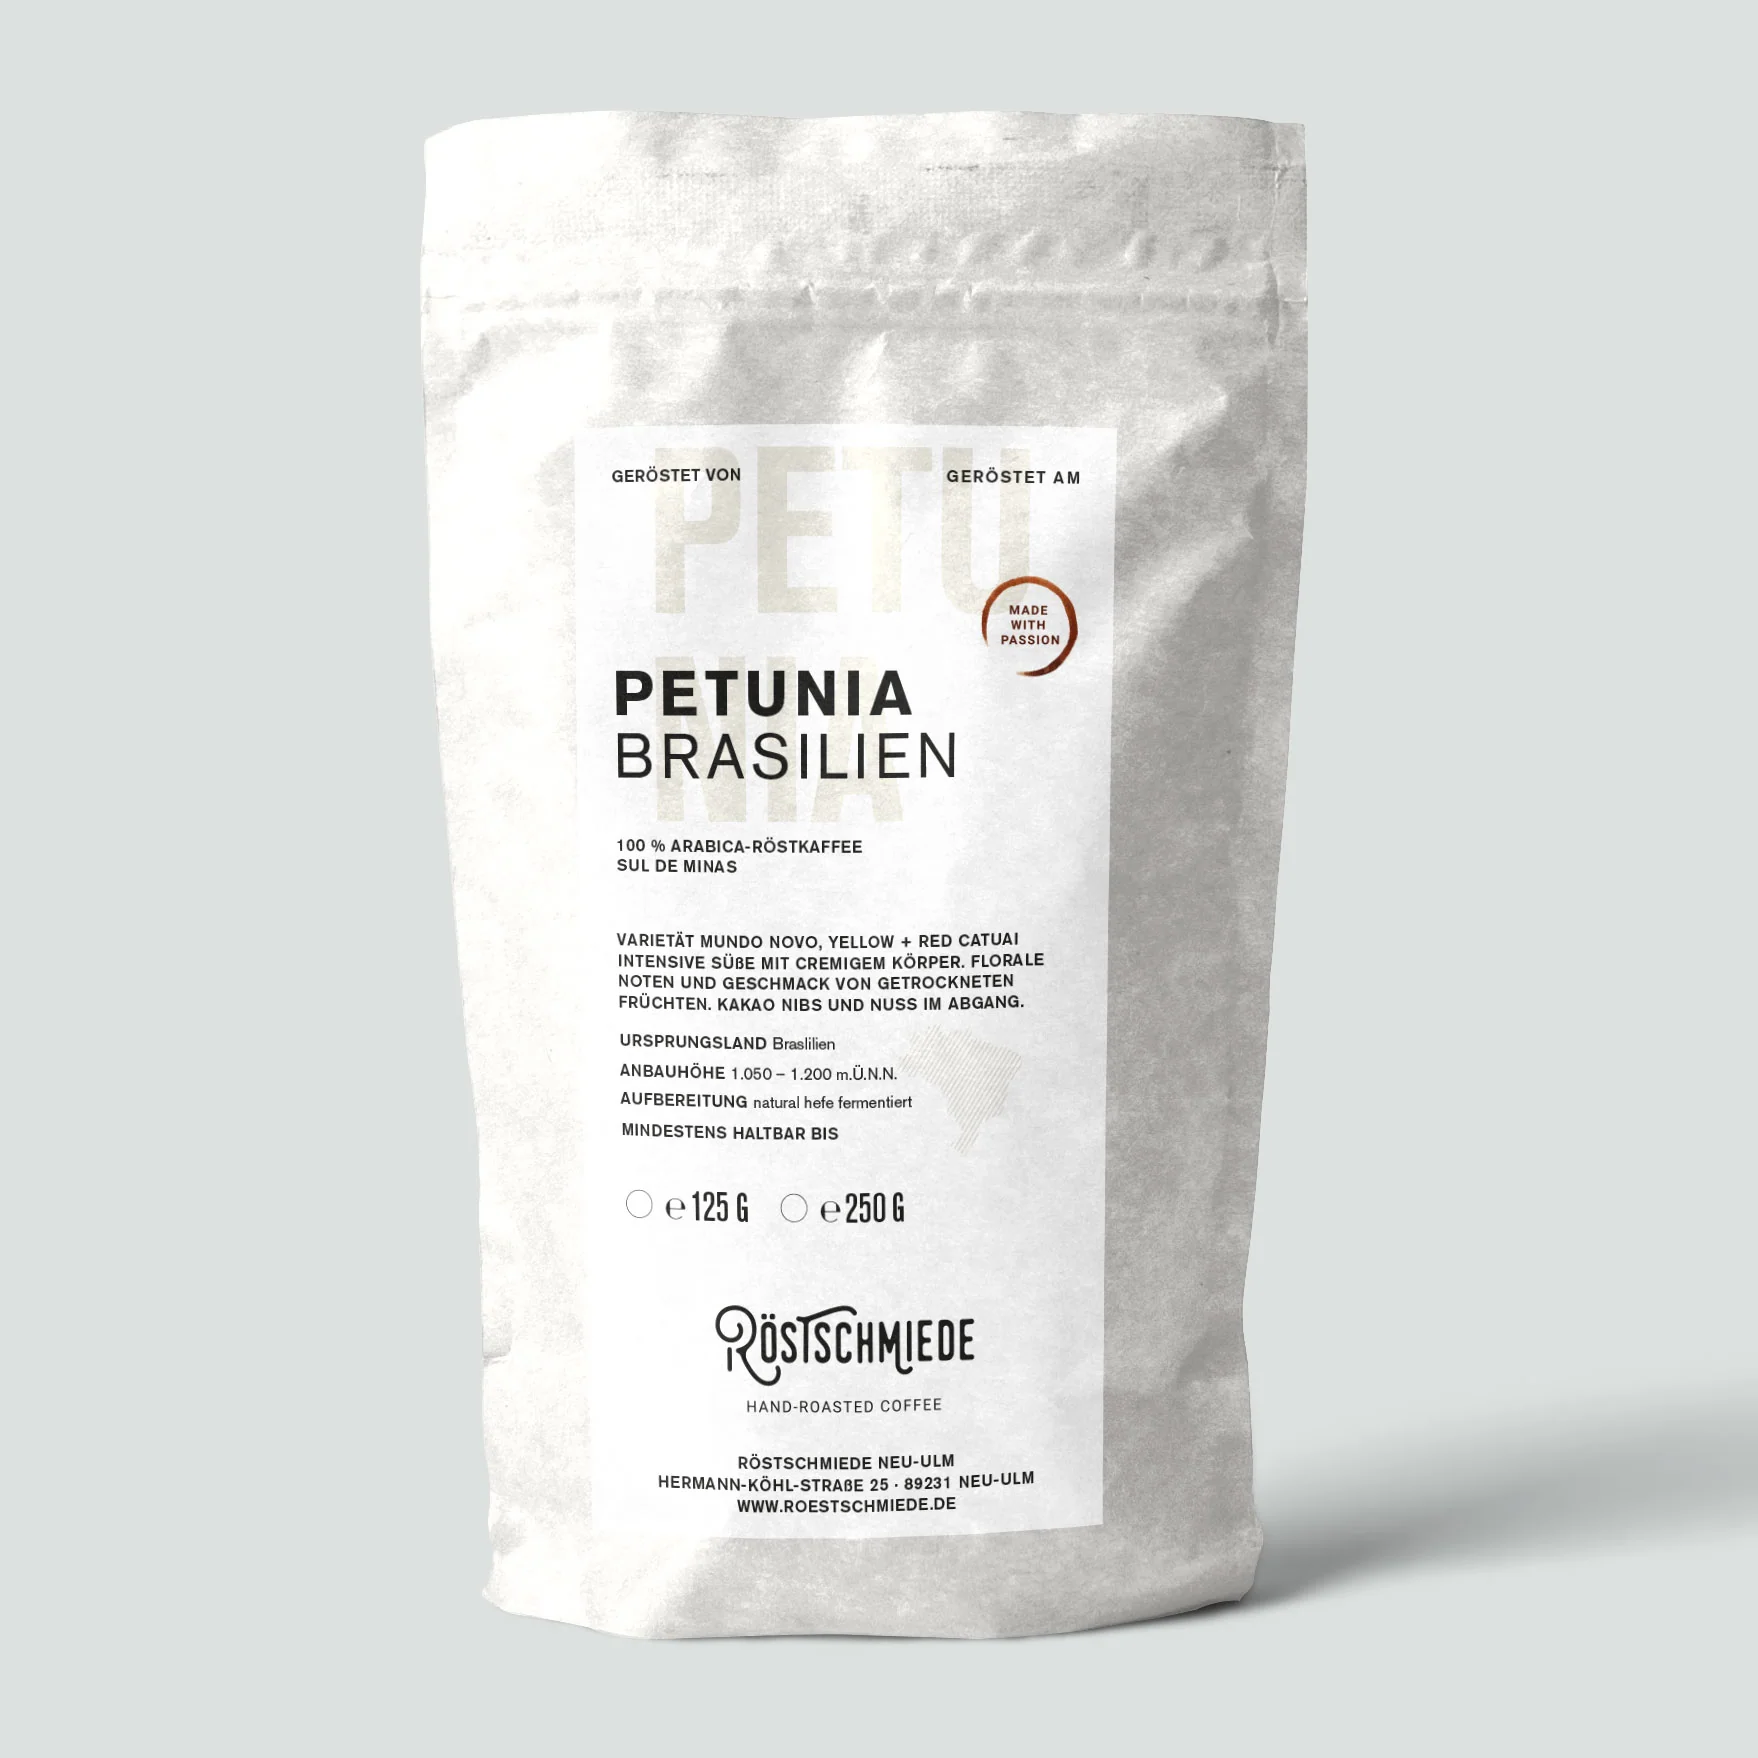 GERÖSTET VON
GERÖSTET AM
PETU
NIA
MADE
WITH
PASSION
PETUNIA
BRASILIEN
100 % ARABICA-RÖSTKAFFEE
SUL DE MINAS
VARIETÄT MUNDO NOVO, YELLOW + RED CATUAI
INTENSIVE SÜßE MIT CREMIGEM KÖRPER. FLORALE
NOTEN UND GESCHMACK VON GETROCKNETEN
FRÜCHTEN. KAKAO NIBS UND NUSS IM ABGANG.
URSPRUNGSLAND Braslilien
ANBAUHÖHE 1.050 – 1.200 m.Ü.N.N.
AUFBEREITUNG natural hefe fermentiert
MINDESTENS HALTBAR BIS
℮ 125 G ℮ 250 G
RÖSTSCHMIEDE
HAND-ROASTED COFFEE
RÖSTSCHMIEDE NEU-ULM
HERMANN-KÖHL-STRAßE 25 · 89231 NEU-ULM
WWW.ROESTSCHMIEDE.DE